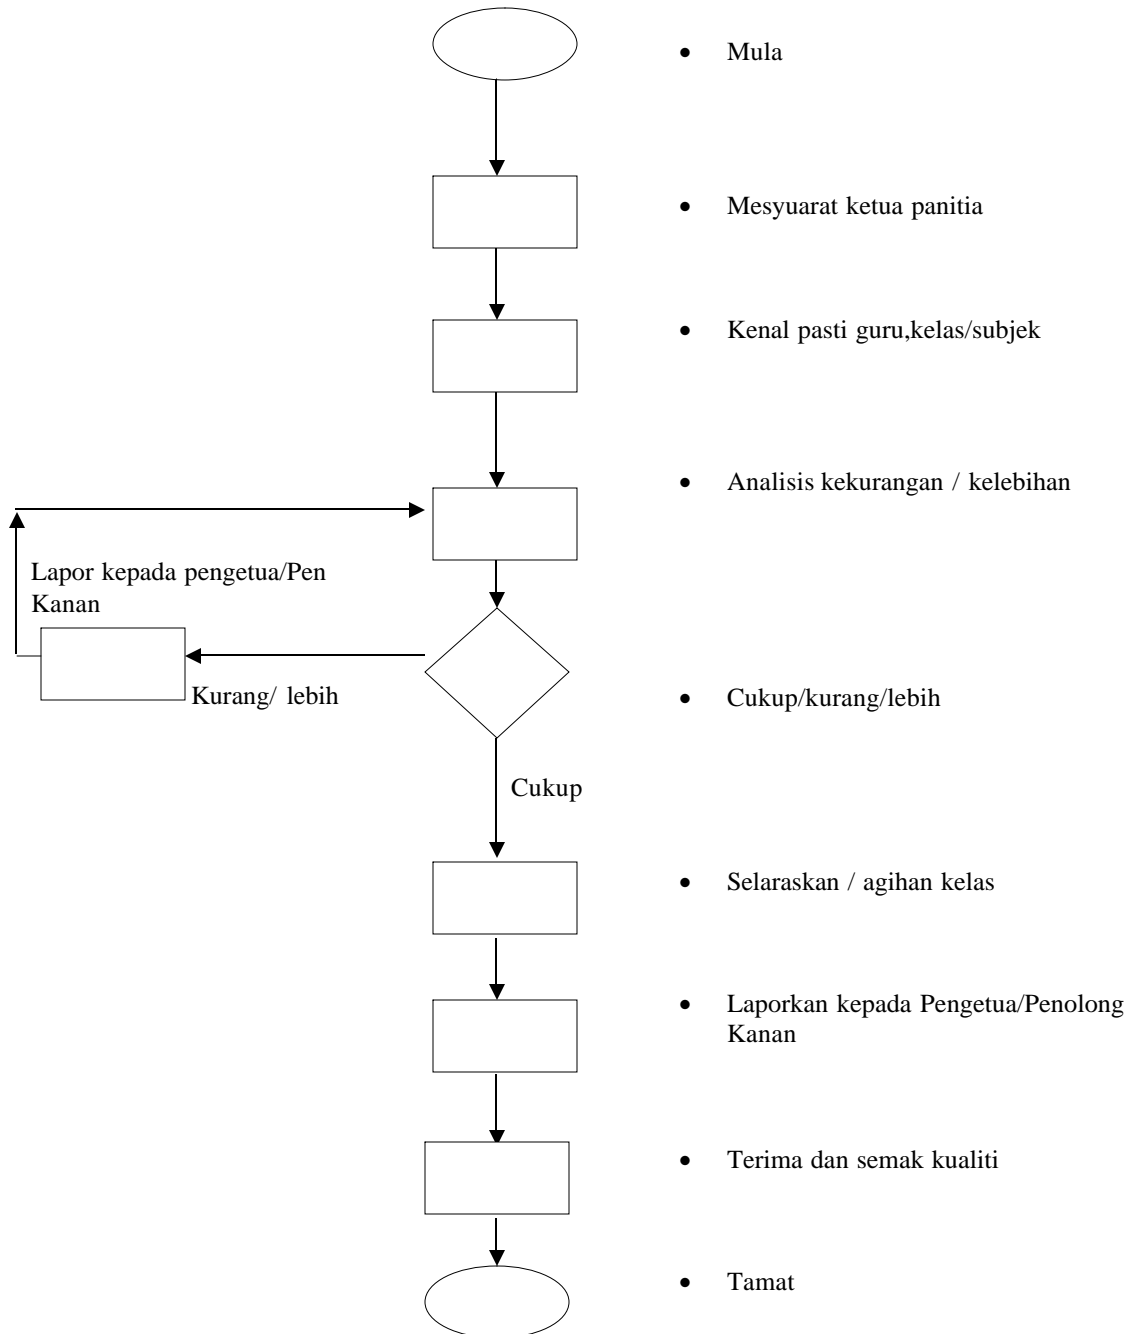 • Mula
• Mesyuarat ketua panitia
• Kenal pasti guru,kelas/subjek
• Analisis kekurangan / kelebihan
Lapor kepada pengetua/Pen
Kanan
Kurang/ lebih
• Cukup/kurang/lebih
Cukup
• Selaraskan / agihan kelas
• Laporkan kepada Pengetua/Penolong
Kanan
• Terima dan semak kualiti
• Tamat